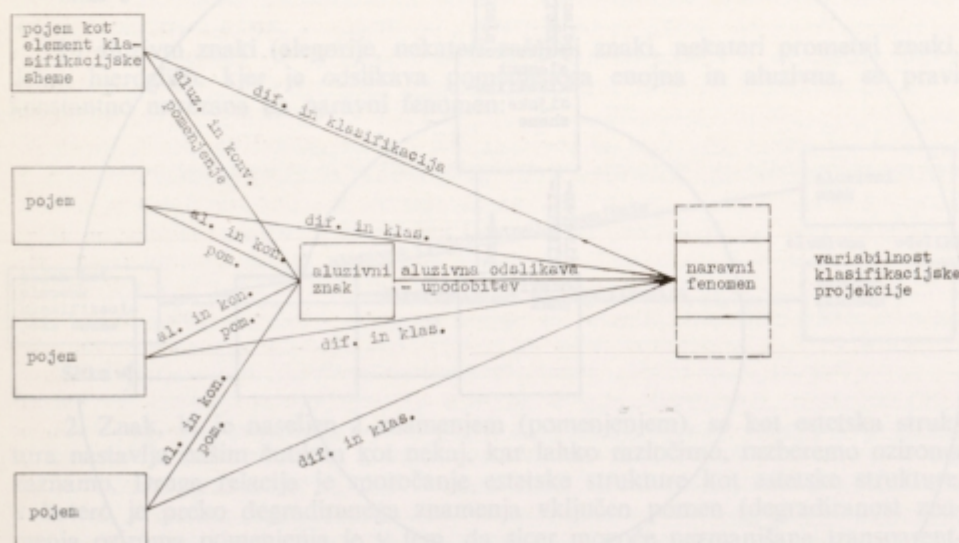 pojem kot
element kla-
sifikacijske
sheme
aluz. in konv.
pomenjenje
dif. in klasifikacija
pojem
al. in kon.
pom.
dif. in klas.
aluzivni
znak
aluzivna odslikava
= upodobitev
naravni
fenomen
variabilnost
klasifikacijske
projekcije
pojem
al. in kon.
pom.
dif. in klas.
pojem
al. in kon.
pom.
dif. in klas.